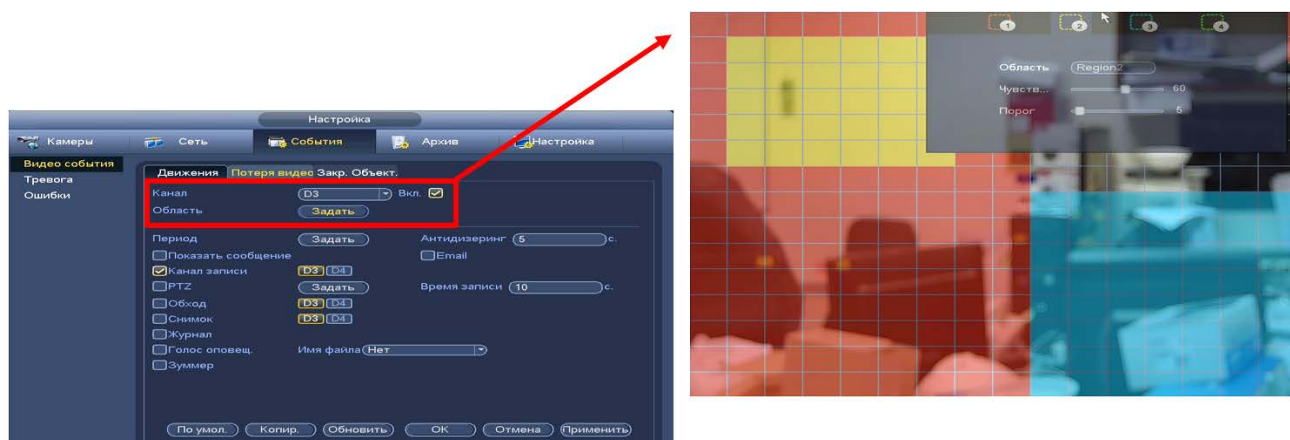 Настройка
Камеры Сеть События Архив Настройка
Видео события
Тревога
Ошибки
Движения Потеря видео Закр. Объект.
Канал D3 Вкл.
Область Задать
Период Задать Антидизеринг 5 с.
Показать сообщение Email
Канал записи D3 D4
PTZ Задать Время записи 10 с.
Обход D3 D4
Снимок D3 D4
Журнал
Голос оповещ. Имя файла Нет
Зуммер
По умол. Копир. Обновить OK Отмена Применить
1 2 3 4
Область Region2
Чувств... 60
Порог 5